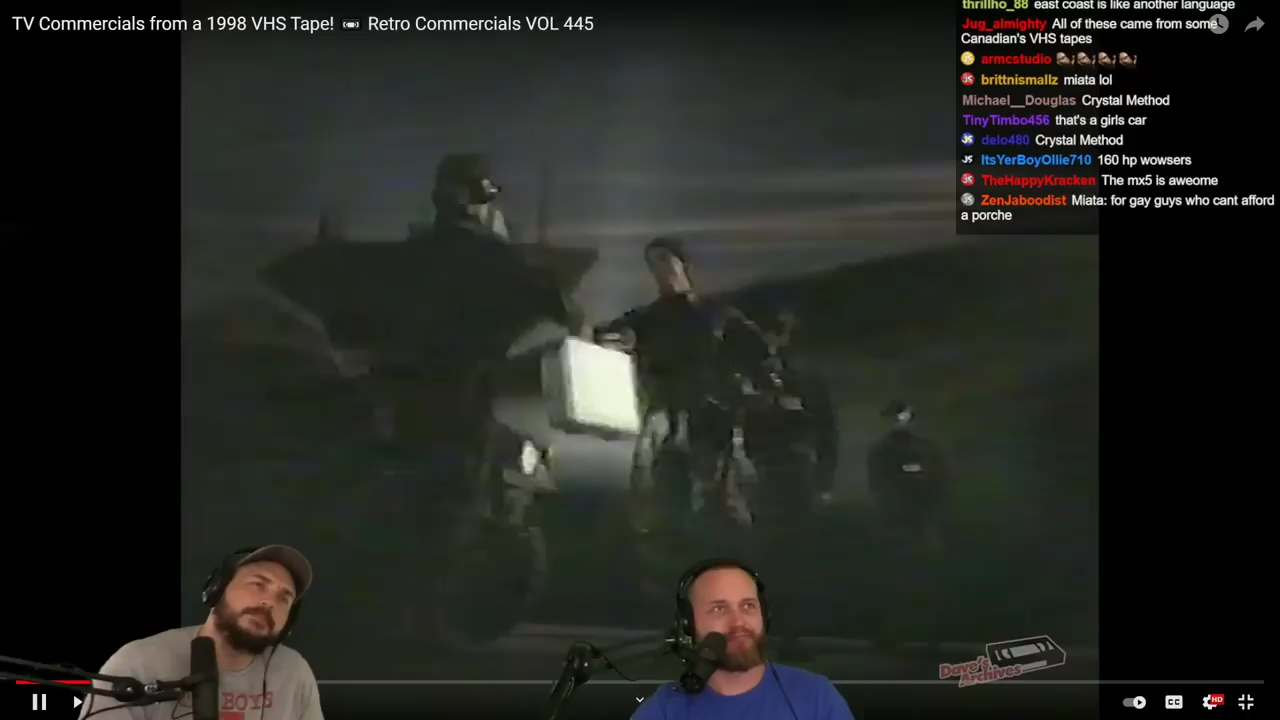 TV Commercials from a 1998 VHS Tape! 📼 Retro Commercials VOL 445
thrillho_88 east coast is like another language
Jug_almighty All of these came from some
Canadian's VHS tapes
armcstudio
brittnismallz miata lol
Michael__Douglas Crystal Method
TinyTimbo456 that's a girls car
delo480 Crystal Method
ItsYerBoyOllie710 160 hp wowsers
TheHappyKracken The mx5 is aweome
ZenJaboodist Miata: for gay guys who cant afford
a porche
Dave's
Archives
BOYS
CC
HD